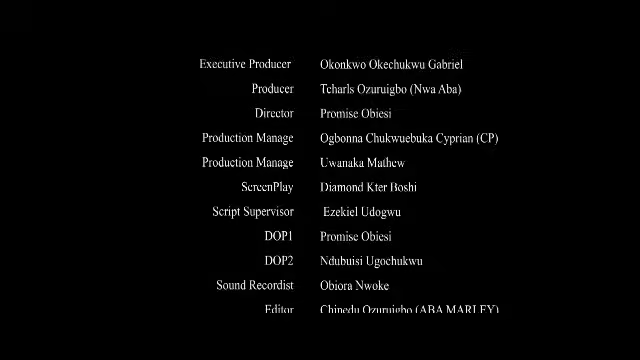 Executive Producer Okonkwo Okechukwu Gabriel
Producer Tcharls Ozuruigbo (Nwa Aba)
Director Promise Obiesi
Production Manage Ogbonna Chukwuebuka Cyprian (CP)
Production Manage Uwanaka Mathew
ScreenPlay Diamond Kter Boshi
Script Supervisor Ezekiel Udogwu
DOP1 Promise Obiesi
DOP2 Ndubuisi Ugochukwu
Sound Recordist Obiora Nwoke
Editor Chinedu Ozuruigbo (ABA MARLEY)